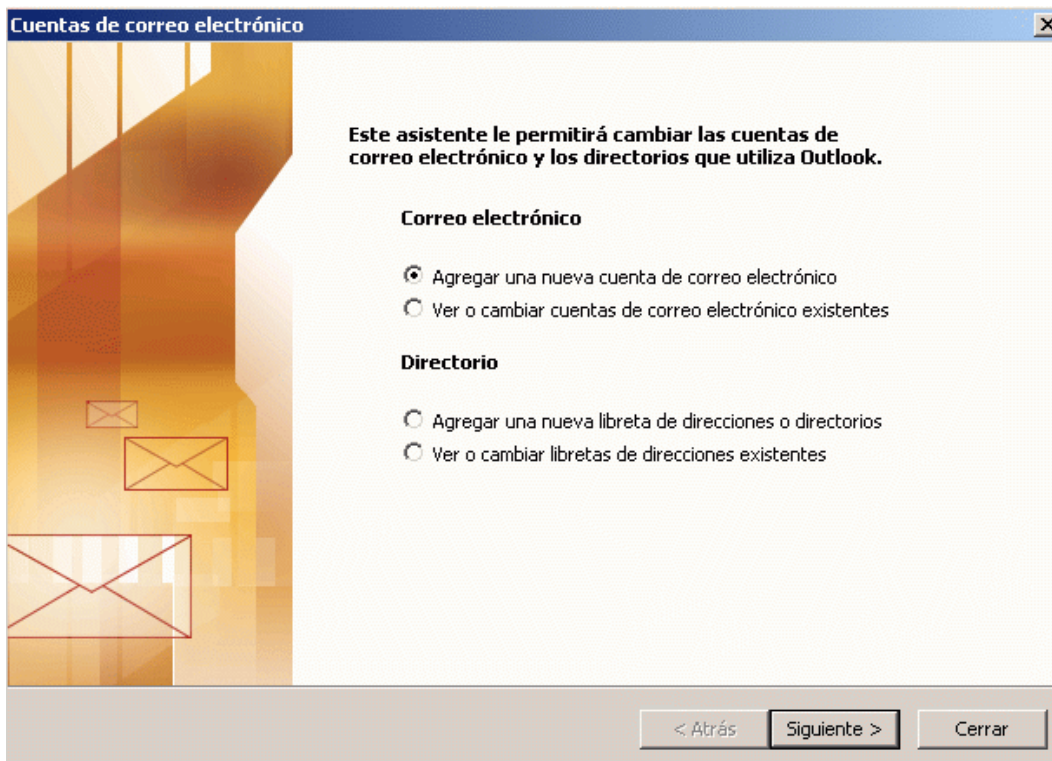 Cuentas de correo electrónico
Este asistente le permitirá cambiar las cuentas de
correo electrónico y los directorios que utiliza Outlook.
Correo electrónico
Agregar una nueva cuenta de correo electrónico
Ver o cambiar cuentas de correo electrónico existentes
Directorio
Agregar una nueva libreta de direcciones o directorios
Ver o cambiar libretas de direcciones existentes
< Atrás Siguiente > Cerrar